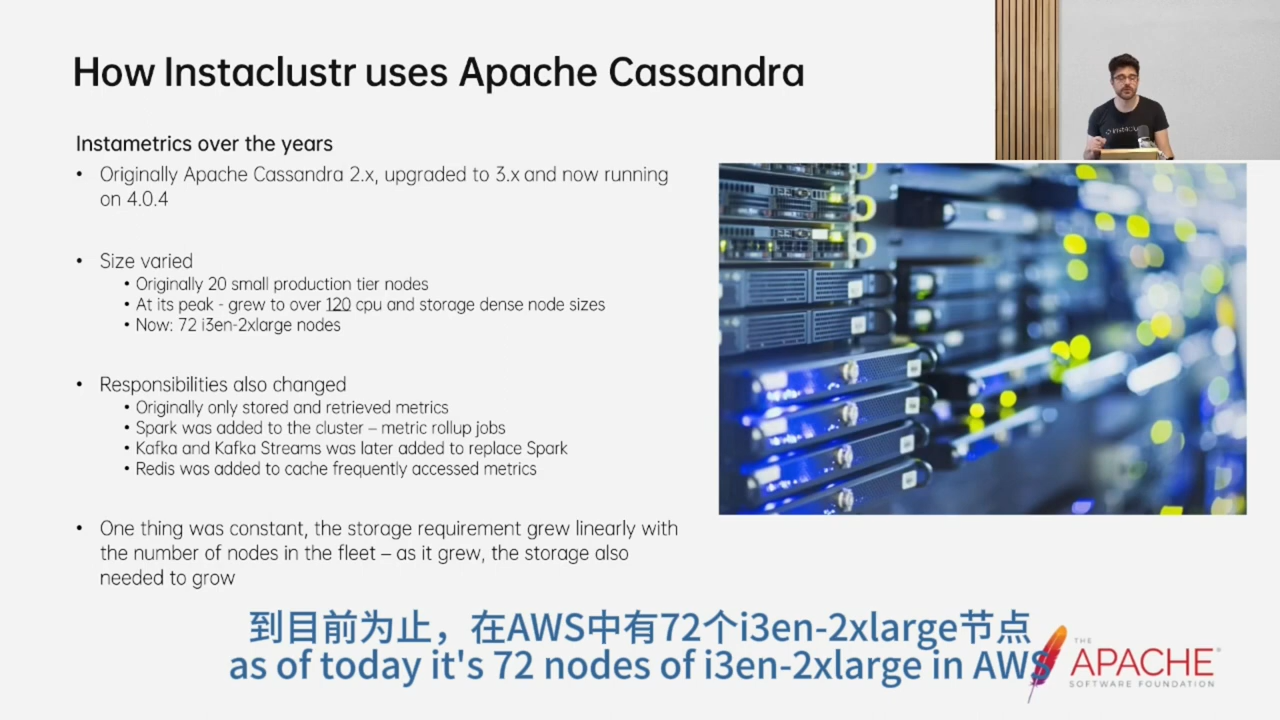 How Instaclustr uses Apache Cassandra
Instametrics over the years
• Originally Apache Cassandra 2.x, upgraded to 3.x and now running
on 4.0.4
• Size varied
• Originally 20 small production tier nodes
• At its peak - grew to over 120 cpu and storage dense node sizes
• Now: 72 i3en-2xlarge nodes
• Responsibilities also changed
• Originally only stored and retrieved metrics
• Spark was added to the cluster – metric rollup jobs
• Kafka and Kafka Streams was later added to replace Spark
• Redis was added to cache frequently accessed metrics
• One thing was constant, the storage requirement grew linearly with
the number of nodes in the fleet – as it grew, the storage also
needed to grow
到目前为止，在AWS中有72个i3en-2xlarge节点
as of today it's 72 nodes of i3en-2xlarge in AWS
THE
APACHE
SOFTWARE FOUNDATION